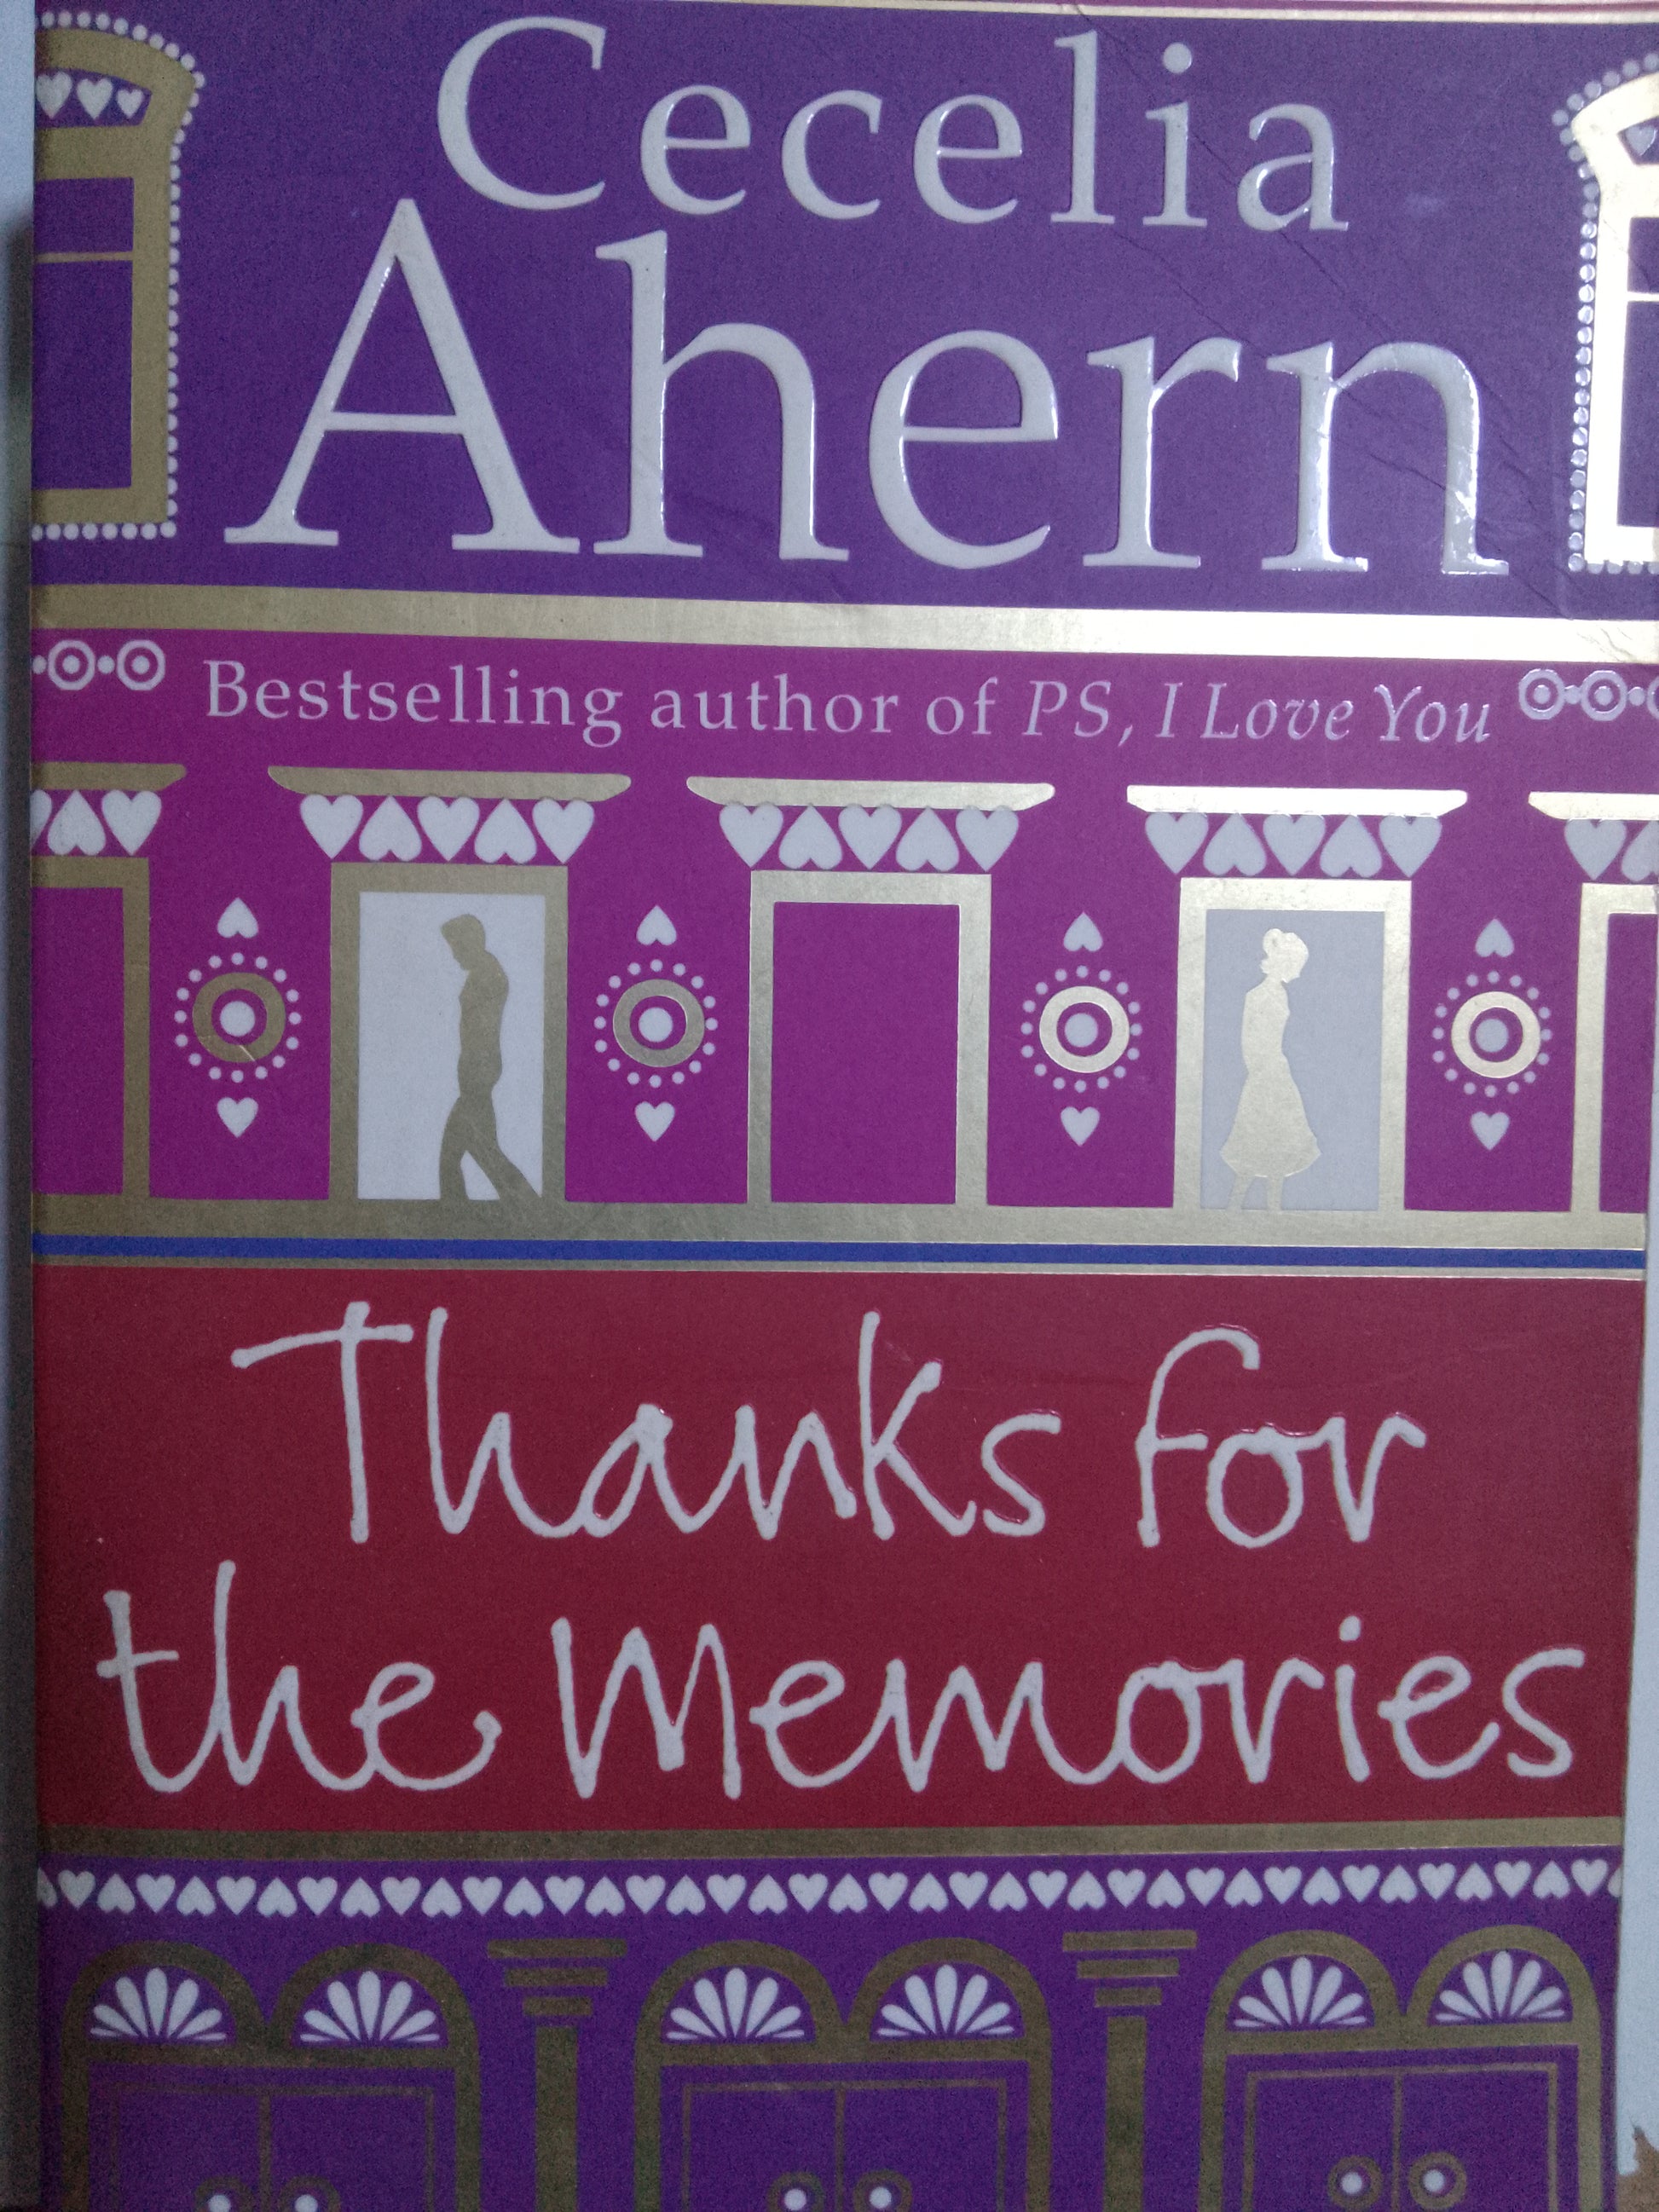 Cecelia
Ahern
Bestselling author of PS, I Love You
Thanks for
the Memories